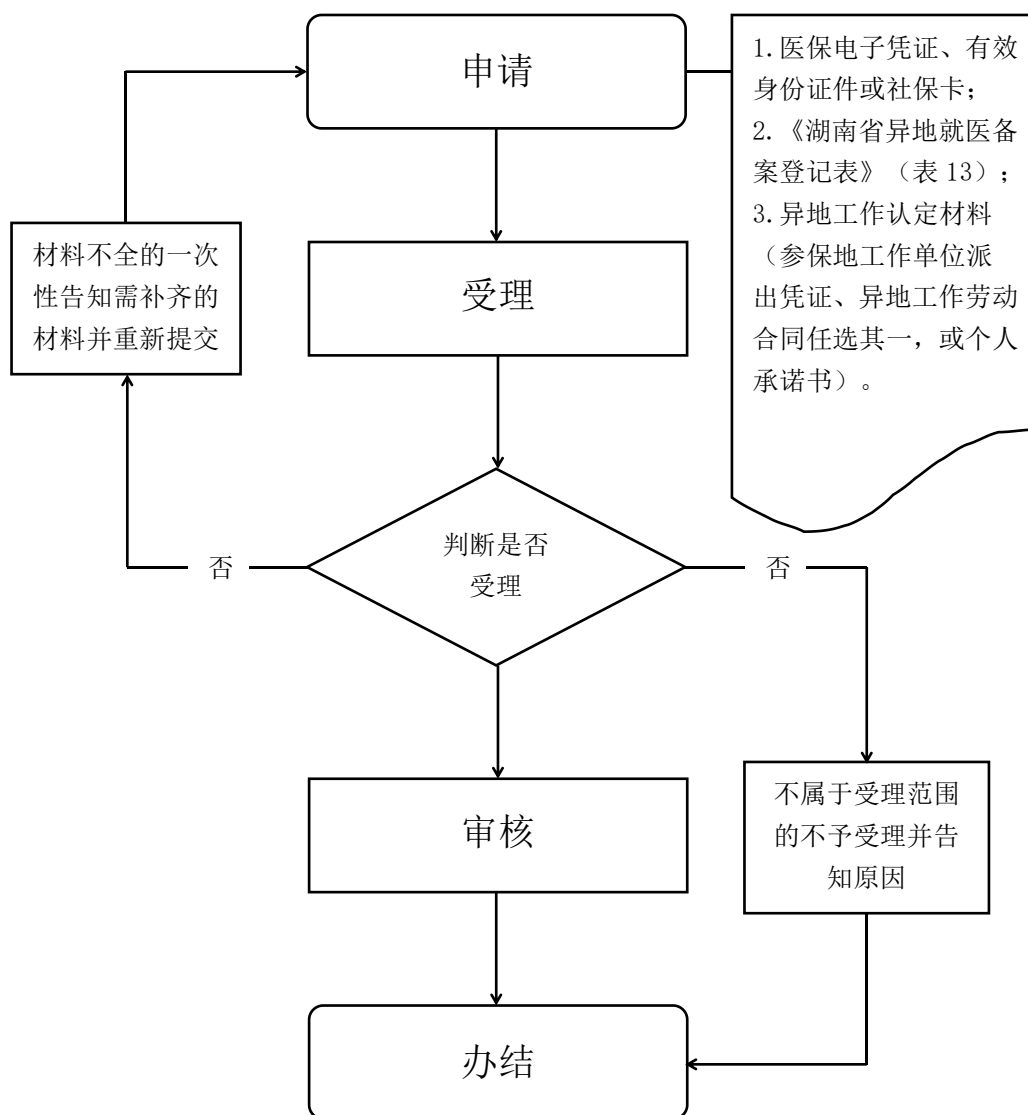 申请
1.医保电子凭证、有效
身份证件或社保卡；
2.《湖南省异地就医备
案登记表》（表 13）；
3.异地工作认定材料
（参保地工作单位派
出凭证、异地工作劳动
合同任选其一，或个人
承诺书）。
材料不全的一次
性告知需补齐的
材料并重新提交
受理
判断是否
受理
否
否
审核
不属于受理范围
的不予受理并告
知原因
办结